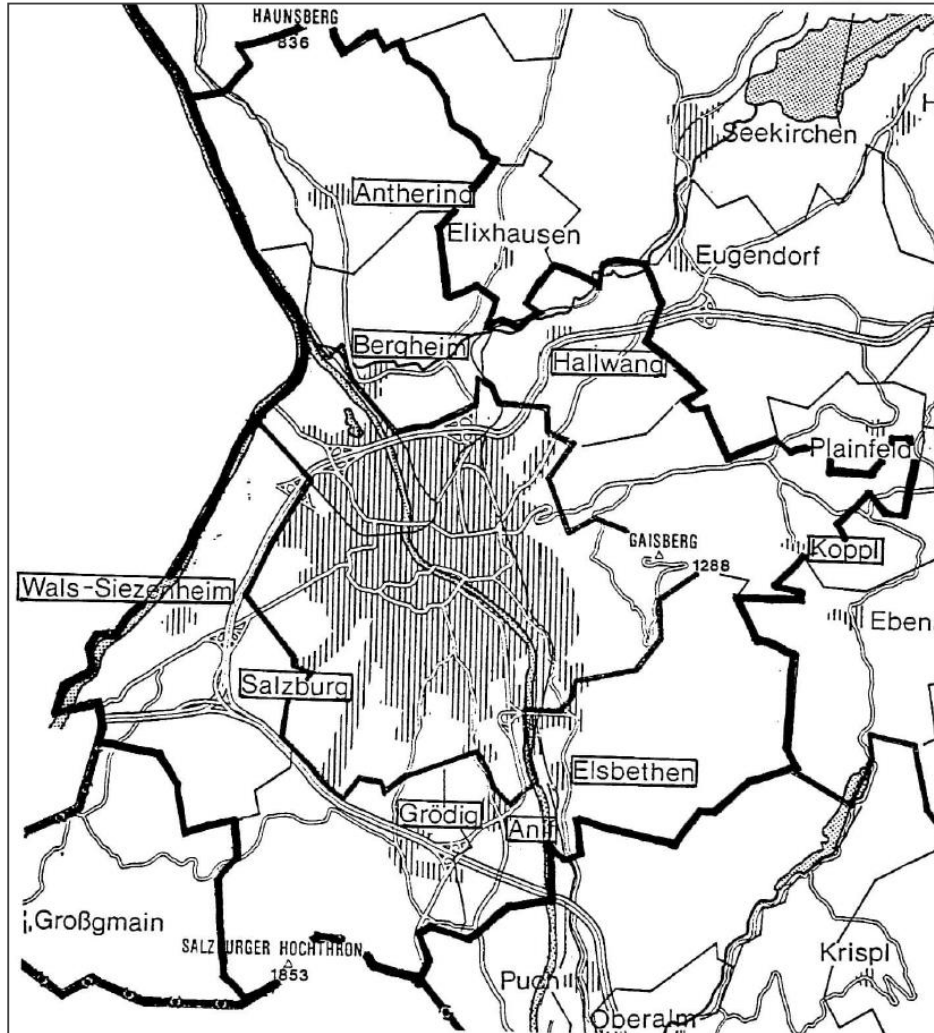 HAUNSBERG
836
Seekirchen
H
Anthering
Elixhausen
Eugendorf
Bergheim
Hallwang
Plainfeld
GAISBERG
1288
Koppl
Wals-Siezenheim
Eben
Salzburg
Elsbethen
Grödig
Anif
Großgmain
SALZBURGER HOCHTHRON
1853
Puch
Krispl
Oberalm